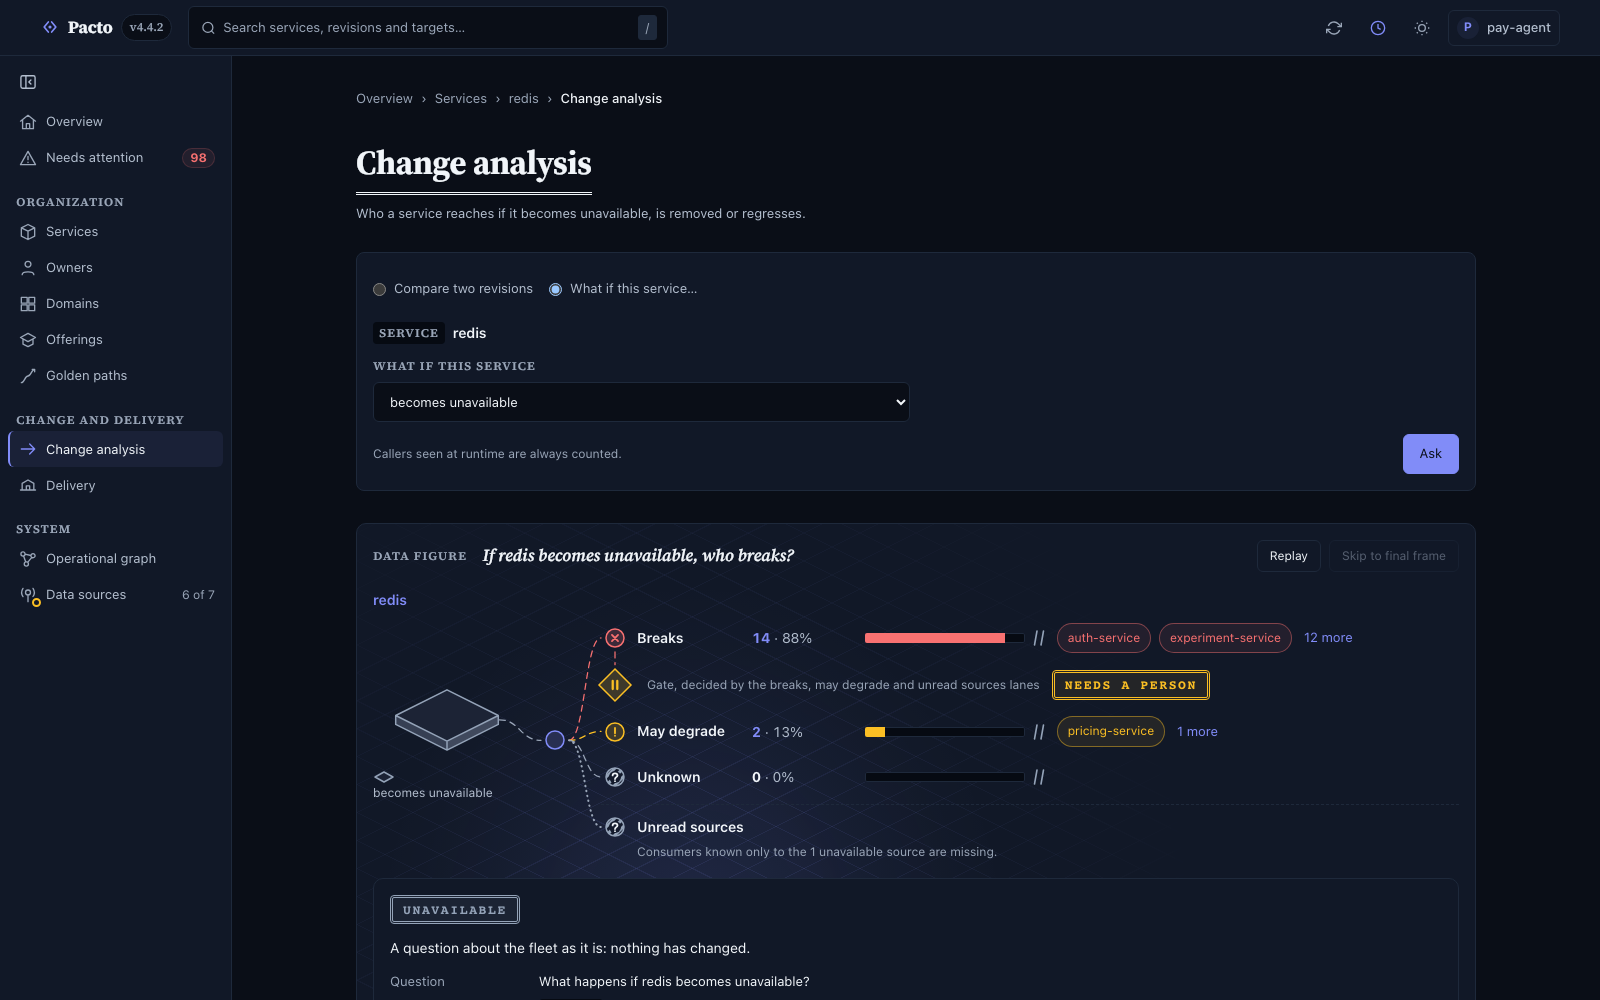 Pacto v4.4.2 Search services, revisions and targets... / P pay-agent
Overview
Needs attention 98
ORGANIZATION
Services
Owners
Domains
Offerings
Golden paths
CHANGE AND DELIVERY
Change analysis
Delivery
SYSTEM
Operational graph
Data sources 6 of 7
Overview › Services › redis › Change analysis
Change analysis
Who a service reaches if it becomes unavailable, is removed or regresses.
Compare two revisions What if this service...
SERVICE redis
WHAT IF THIS SERVICE
becomes unavailable
Callers seen at runtime are always counted. Ask
DATA FIGURE If redis becomes unavailable, who breaks? Replay Skip to final frame
redis
Breaks 14 · 88% // auth-service experiment-service 12 more
Gate, decided by the breaks, may degrade and unread sources lanes NEEDS A PERSON
May degrade 2 · 13% // pricing-service 1 more
Unknown 0 · 0% //
becomes unavailable
Unread sources
Consumers known only to the 1 unavailable source are missing.
UNAVAILABLE
A question about the fleet as it is: nothing has changed.
Question What happens if redis becomes unavailable?